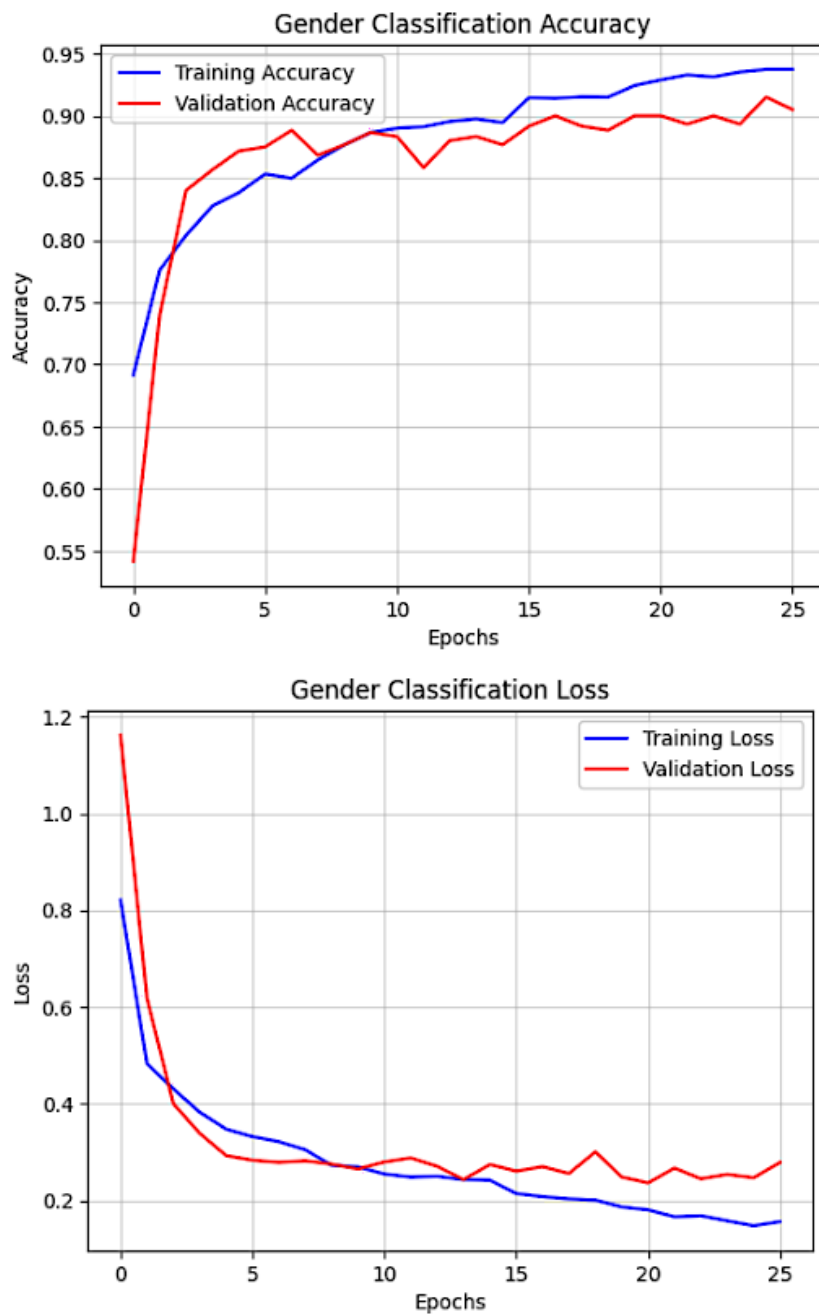 Gender Classification Accuracy
0.95
Training Accuracy
Validation Accuracy
0.90
0.85
0.80
0.75
0.70
0.65
0.60
0.55
Accuracy
0 5 10 15 20 25
Epochs
Gender Classification Loss
1.2
Training Loss
Validation Loss
1.0
0.8
0.6
0.4
0.2
Loss
0 5 10 15 20 25
Epochs